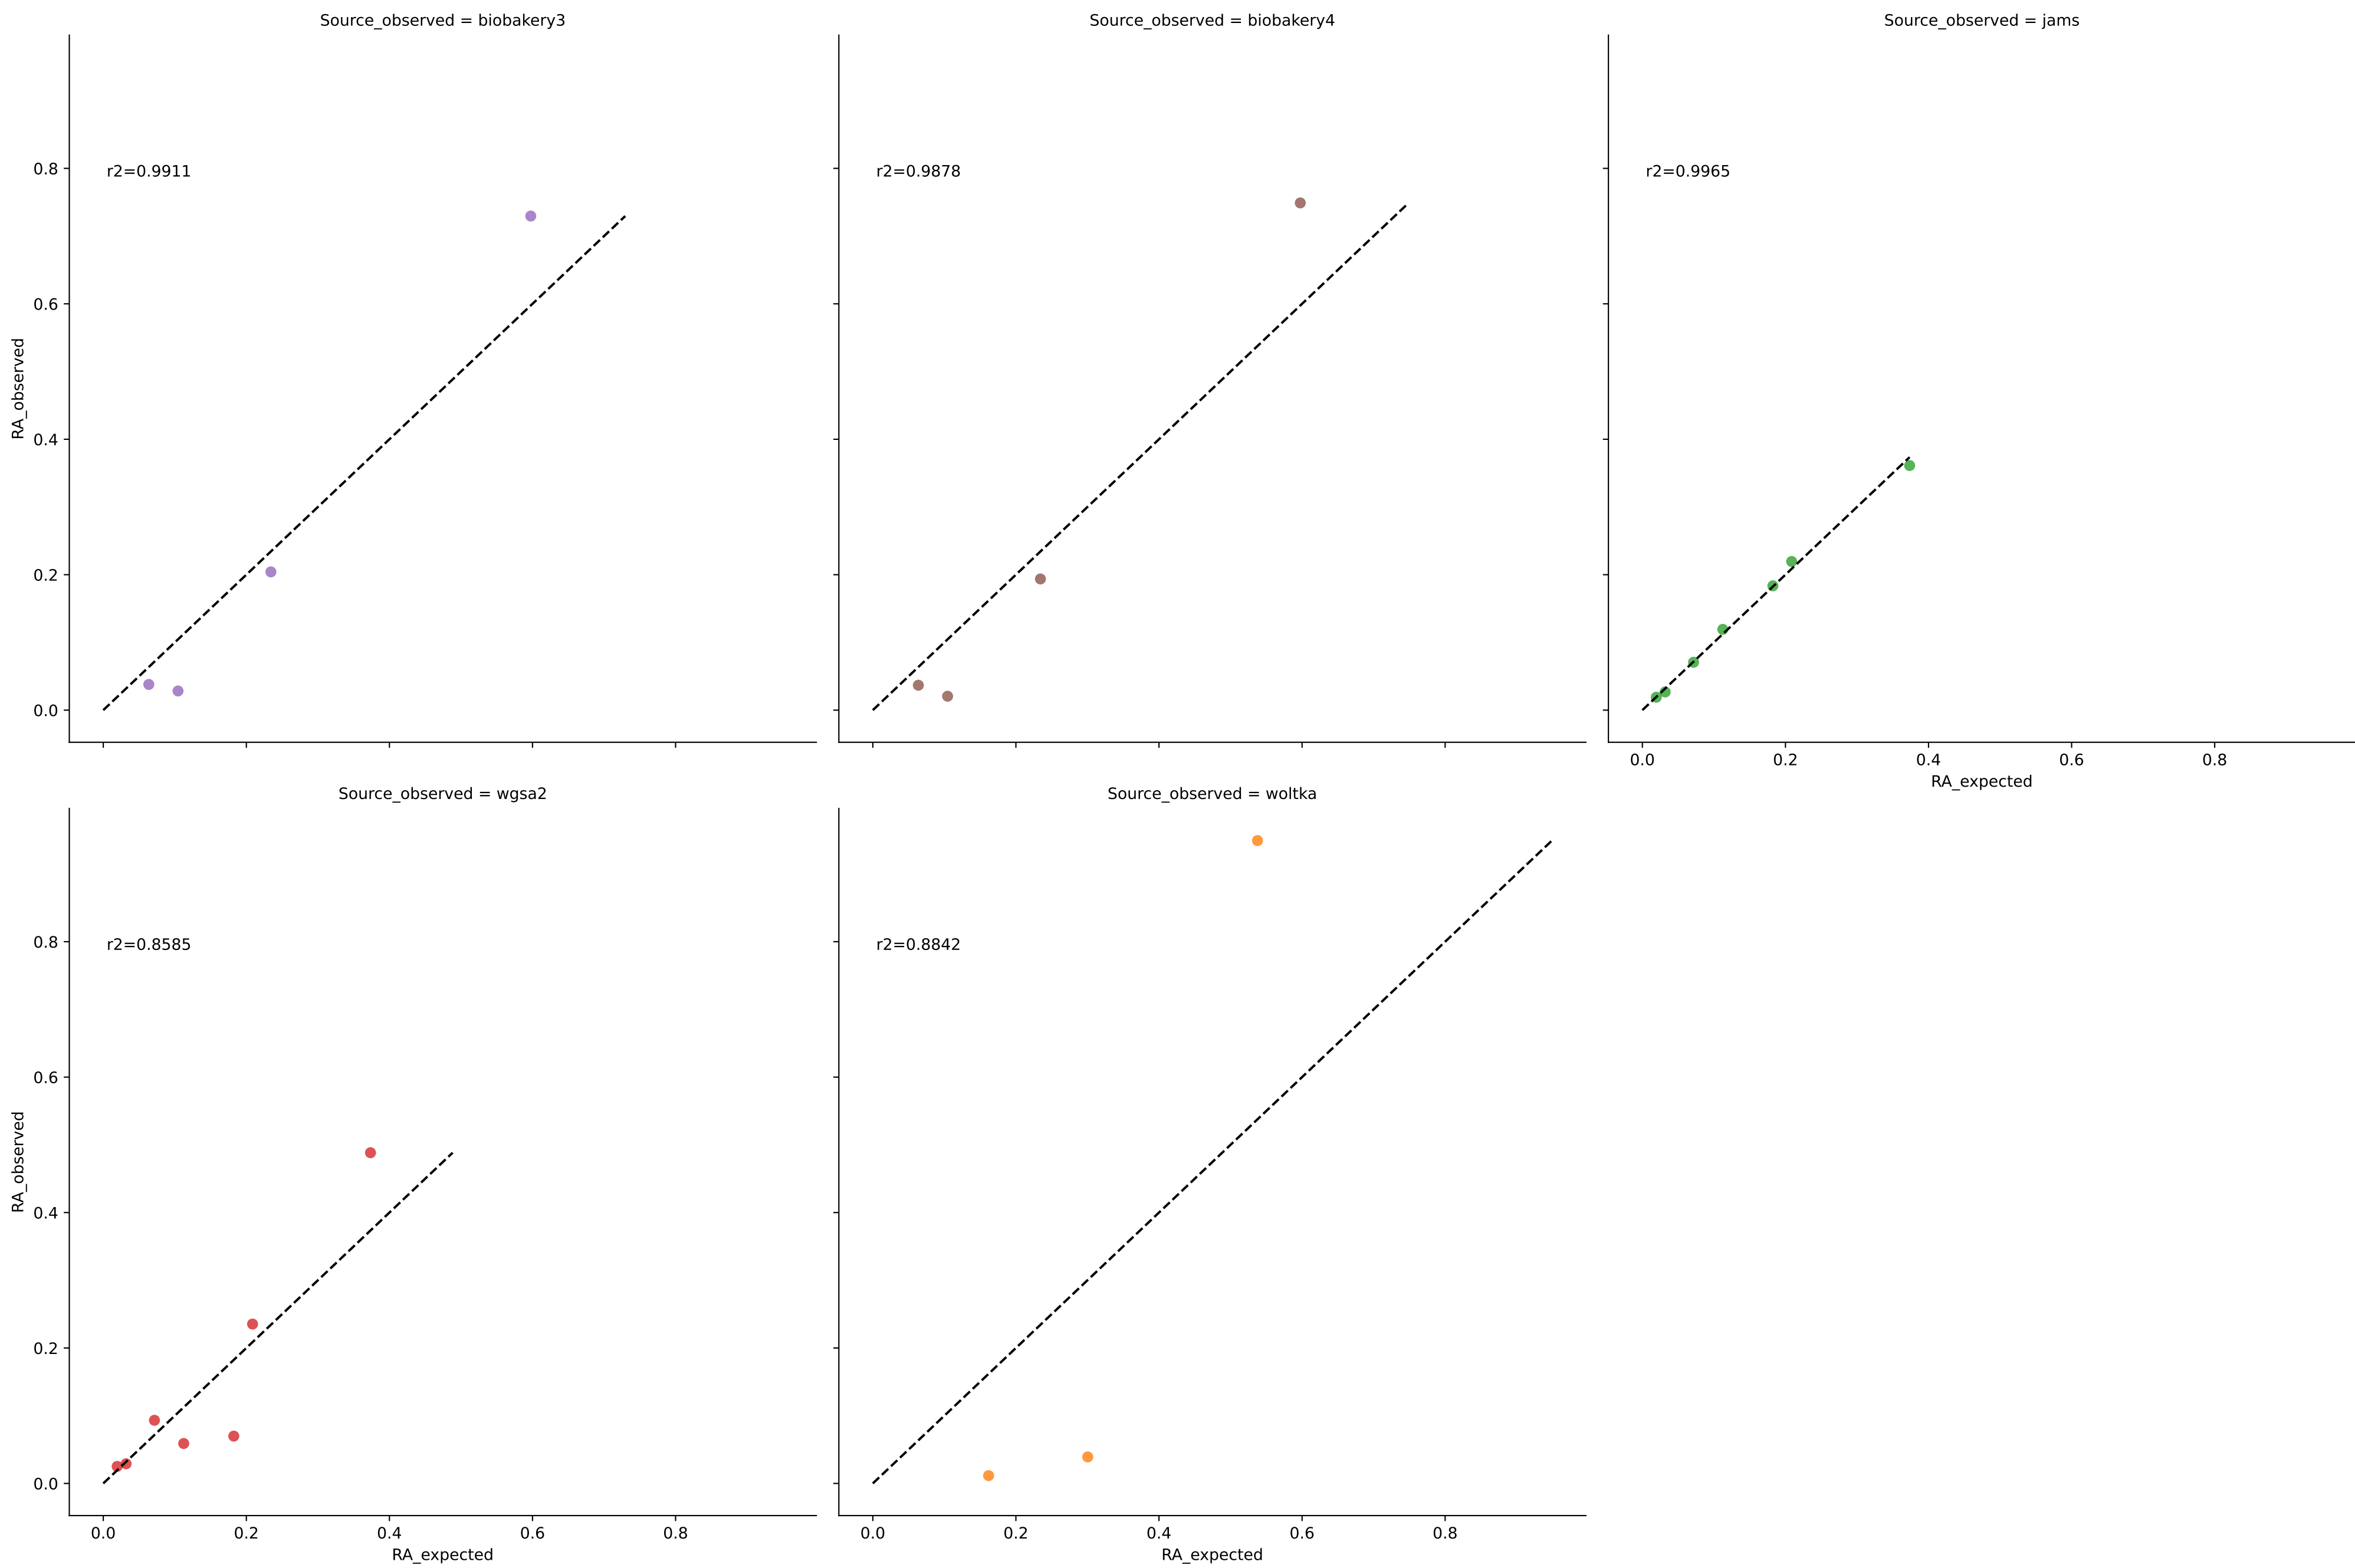 Source_observed = biobakery3
r2=0.9911
RA_observed
0.8
0.6
0.4
0.2
0.0
Source_observed = biobakery4
r2=0.9878
Source_observed = jams
r2=0.9965
0.0 0.2 0.4 0.6 0.8
RA_expected
Source_observed = wgsa2
r2=0.8585
RA_observed
0.8
0.6
0.4
0.2
0.0
0.0 0.2 0.4 0.6 0.8
RA_expected
Source_observed = woltka
r2=0.8842
0.0 0.2 0.4 0.6 0.8
RA_expected